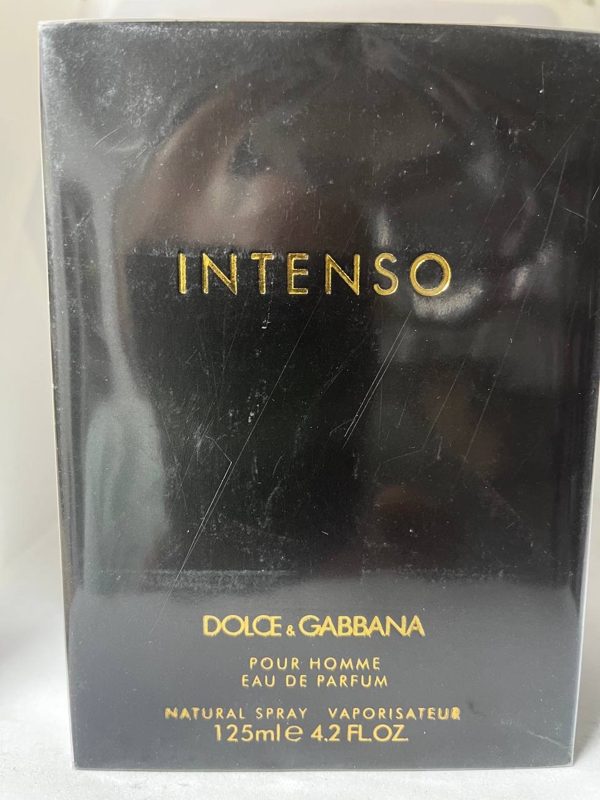 INTENSO
DOLCE & GABBANA
POUR HOMME
EAU DE PARFUM
NATURAL SPRAY VAPORISATEUR
125ml ℮ 4.2 FL.OZ.